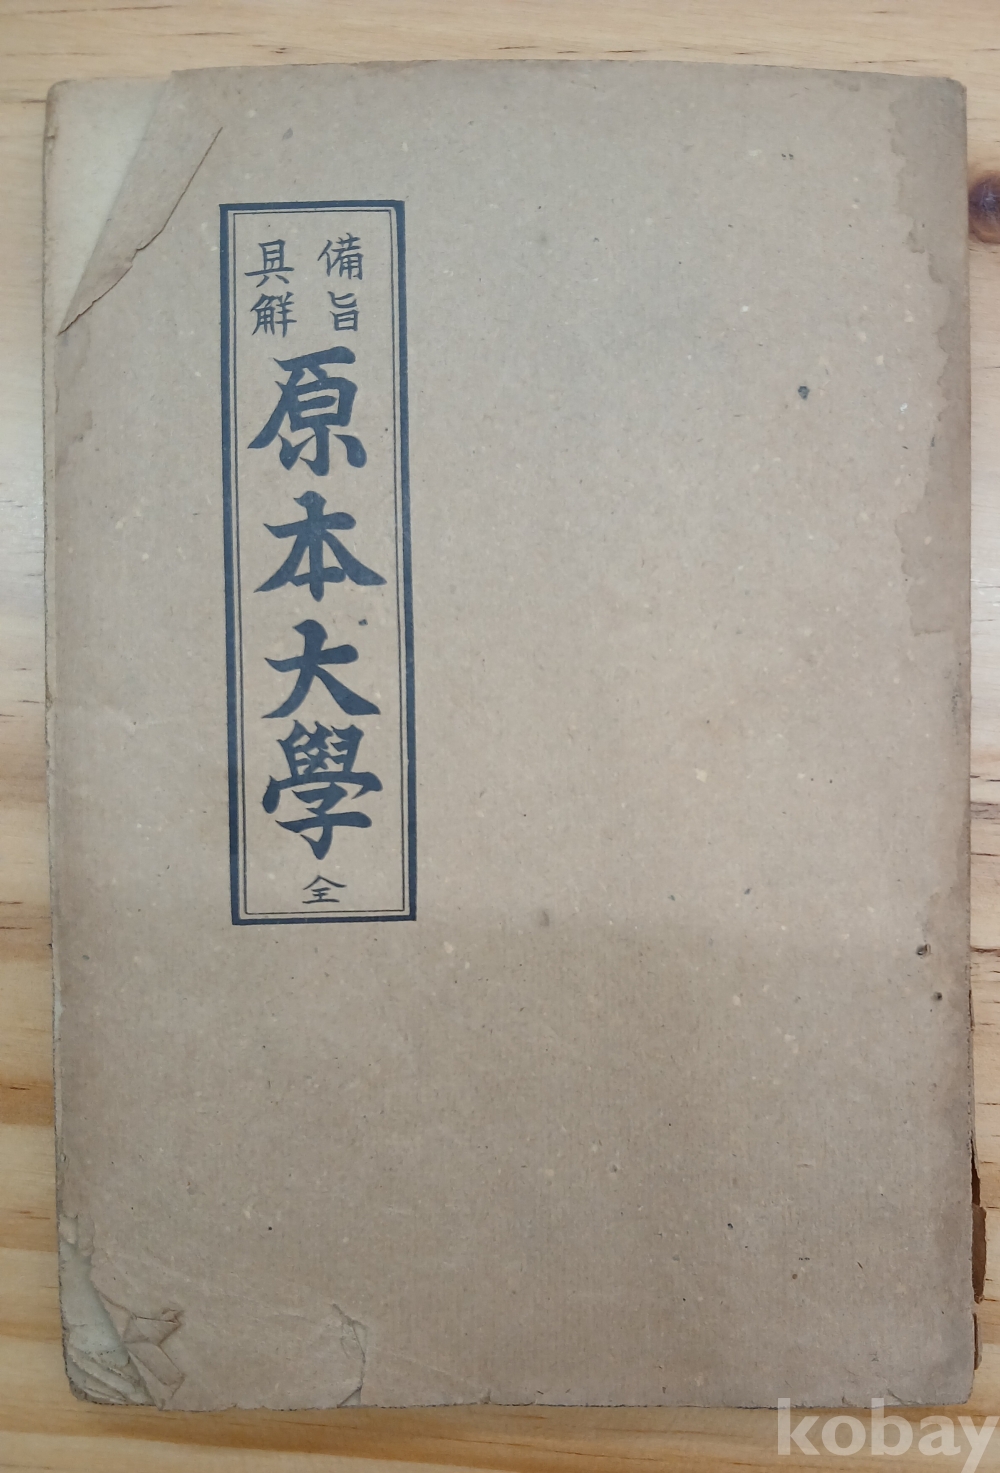 備旨
具解
原本大學
全
kobay